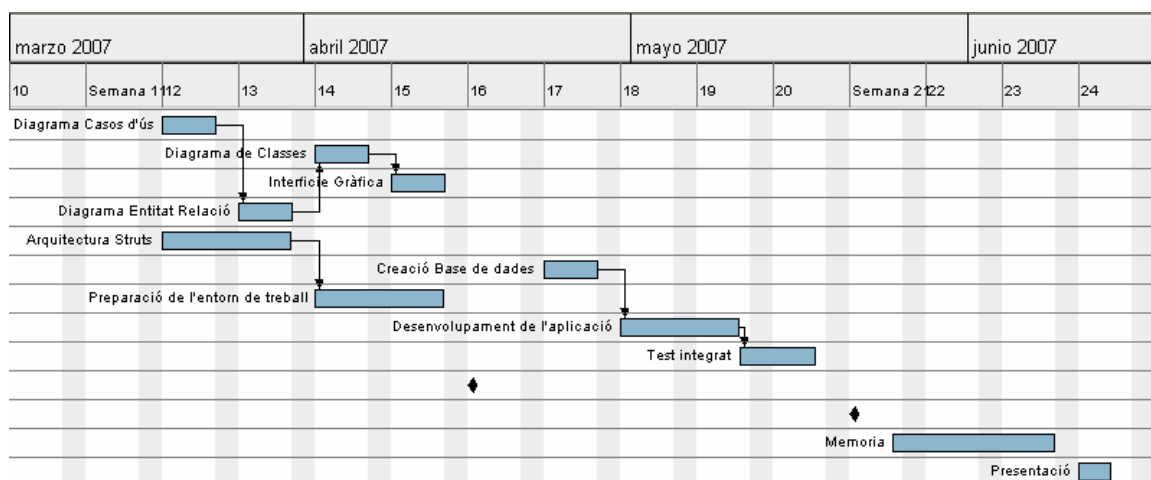 marzo 2007 abril 2007 mayo 2007 junio 2007
10 Semana 11 12 13 14 15 16 17 18 19 20 Semana 21 22 23 24
Diagrama Casos d'ús
Diagrama de Classes
Interficie Gràfica
Diagrama Entitat Relació
Arquitectura Struts
Creació Base de dades
Preparació de l'entorn de treball
Desenvolupament de l'aplicació
Test integrat
Memoria
Presentació